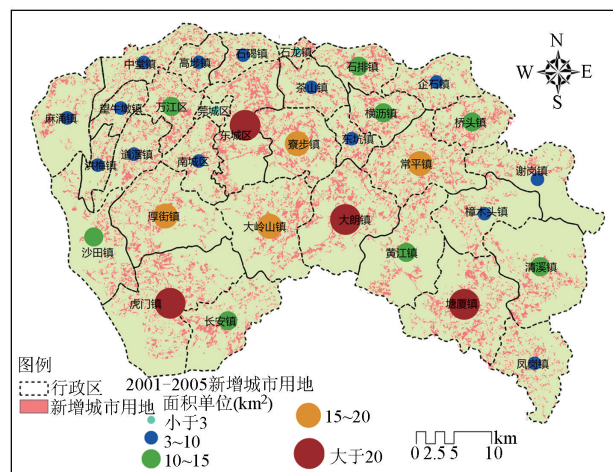 N
W E
S
中堂镇 高埗镇 石碣镇 石龙镇 石排镇
企石镇
茶山镇
麻涌镇 望牛墩镇 万江区 莞城区 横沥镇 桥头镇
东城区 寮步镇 东坑镇
洪梅镇 道滘镇 南城区 常平镇 谢岗镇
厚街镇 大岭山镇 大朗镇 樟木头镇
沙田镇 黄江镇 清溪镇
虎门镇 长安镇 塘厦镇
凤岗镇
图例
行政区 2001-2005新增城市用地
新增城市用地 面积单位(km²)
小于3
3~10
10~15
15~20
大于20
km
0 2.5 5 10